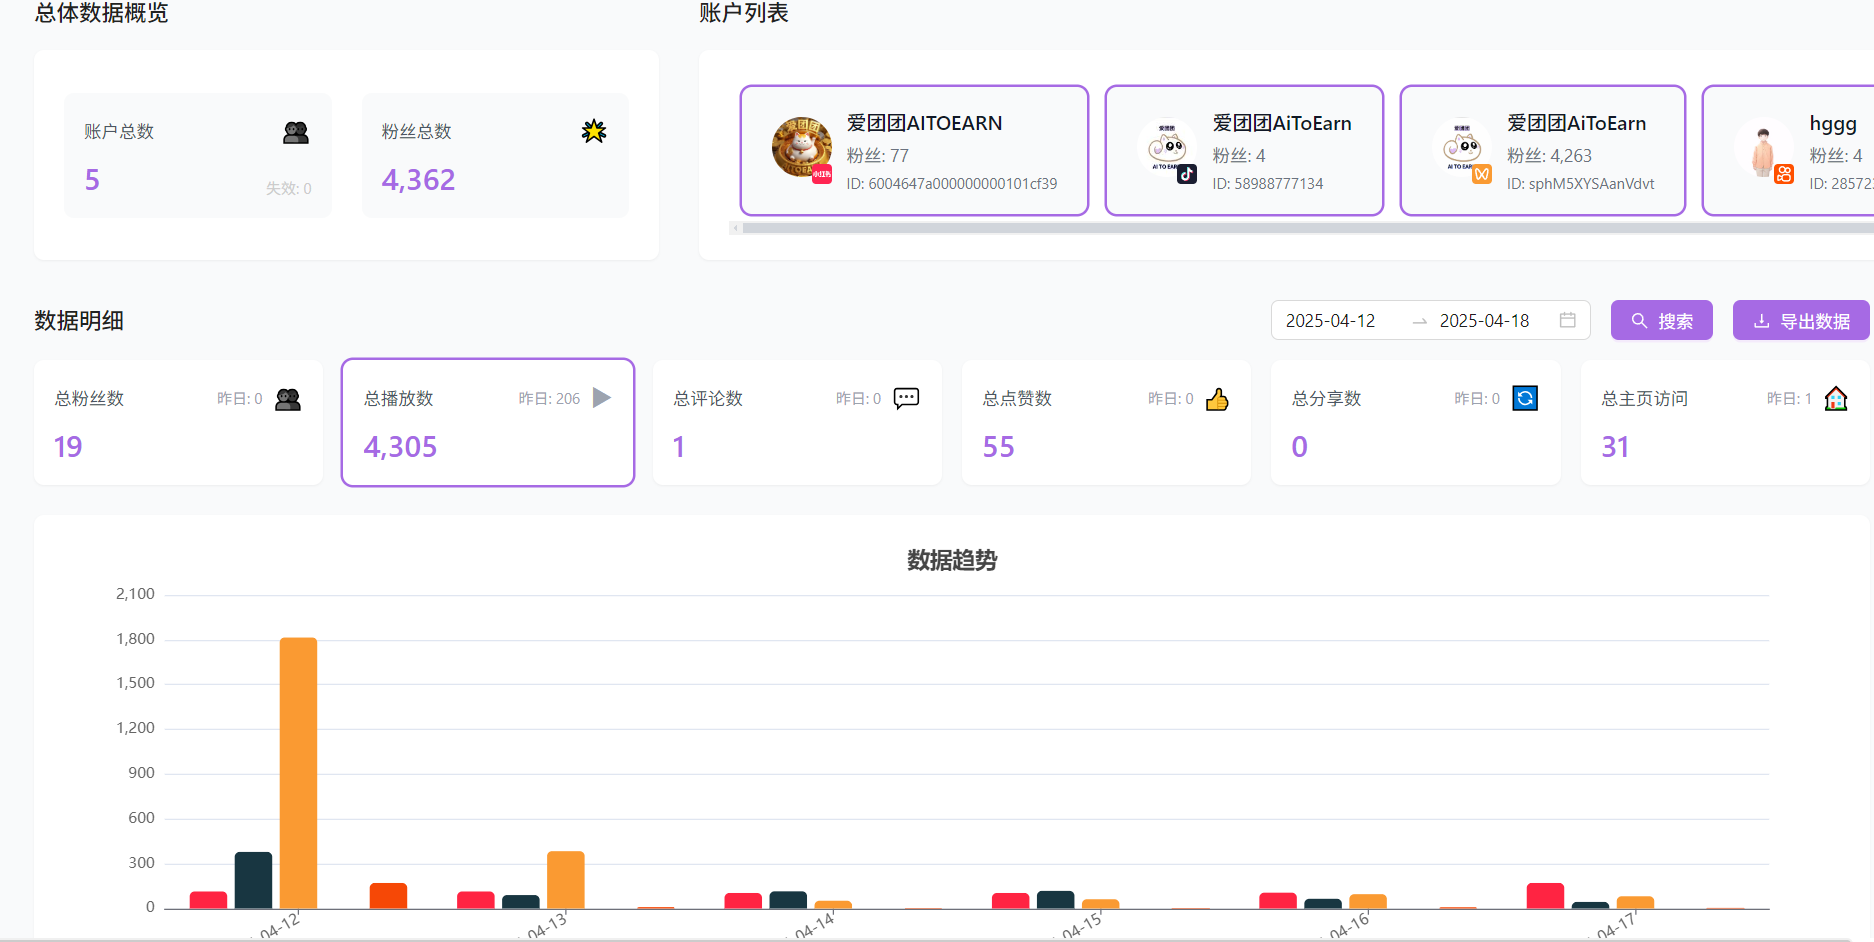 总体数据概览
账户列表
账户总数
5
失效: 0
粉丝总数
4,362
爱团团AITOEARN
粉丝: 77
ID: 6004647a000000000101cf39
小红书
爱团团AiToEarn
粉丝: 4
ID: 58988777134
爱团团AiToEarn
粉丝: 4,263
ID: sphM5XYSAanVdvt
hggg
粉丝: 4
ID: 28572
数据明细
2025-04-12
2025-04-18
搜索
导出数据
总粉丝数
昨日: 0
19
总播放数
昨日: 206
4,305
总评论数
昨日: 0
1
总点赞数
昨日: 0
55
总分享数
昨日: 0
0
总主页访问
昨日: 1
31
数据趋势
2,100
1,800
1,500
1,200
900
600
300
0
04-12
04-13
04-14
04-15
04-16
04-17